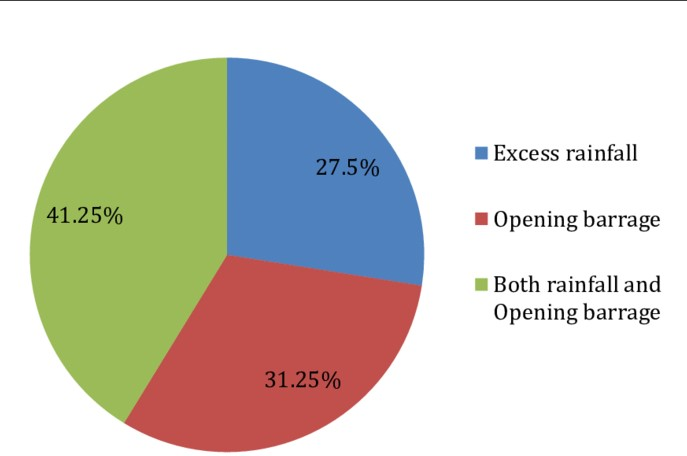 27.5%
41.25%
31.25%
Excess rainfall
Opening barrage
Both rainfall and
Opening barrage